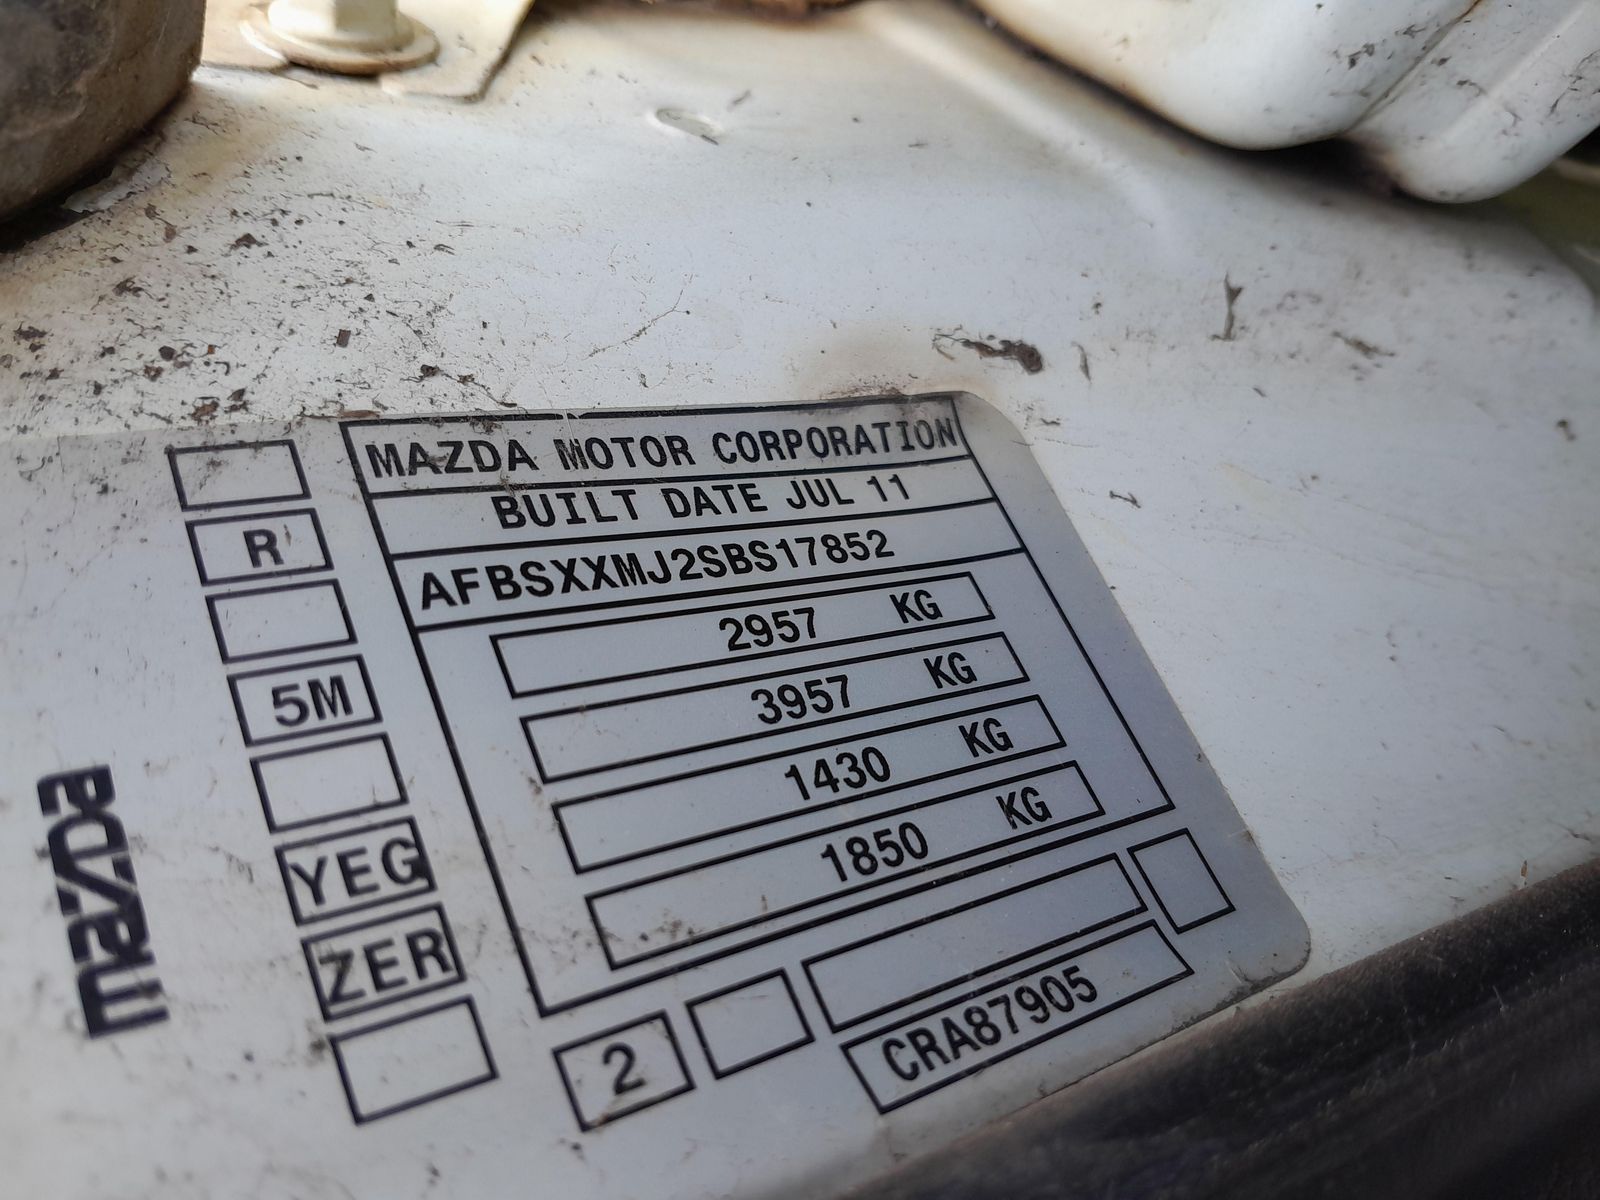 MAZDA MOTOR CORPORATION
BUILT DATE JUL 11
AFBSXXMJ2SBS17852
2957 KG
3957 KG
1430 KG
1850 KG
R
5M
YEG
ZER
2
CRA87905
mazda